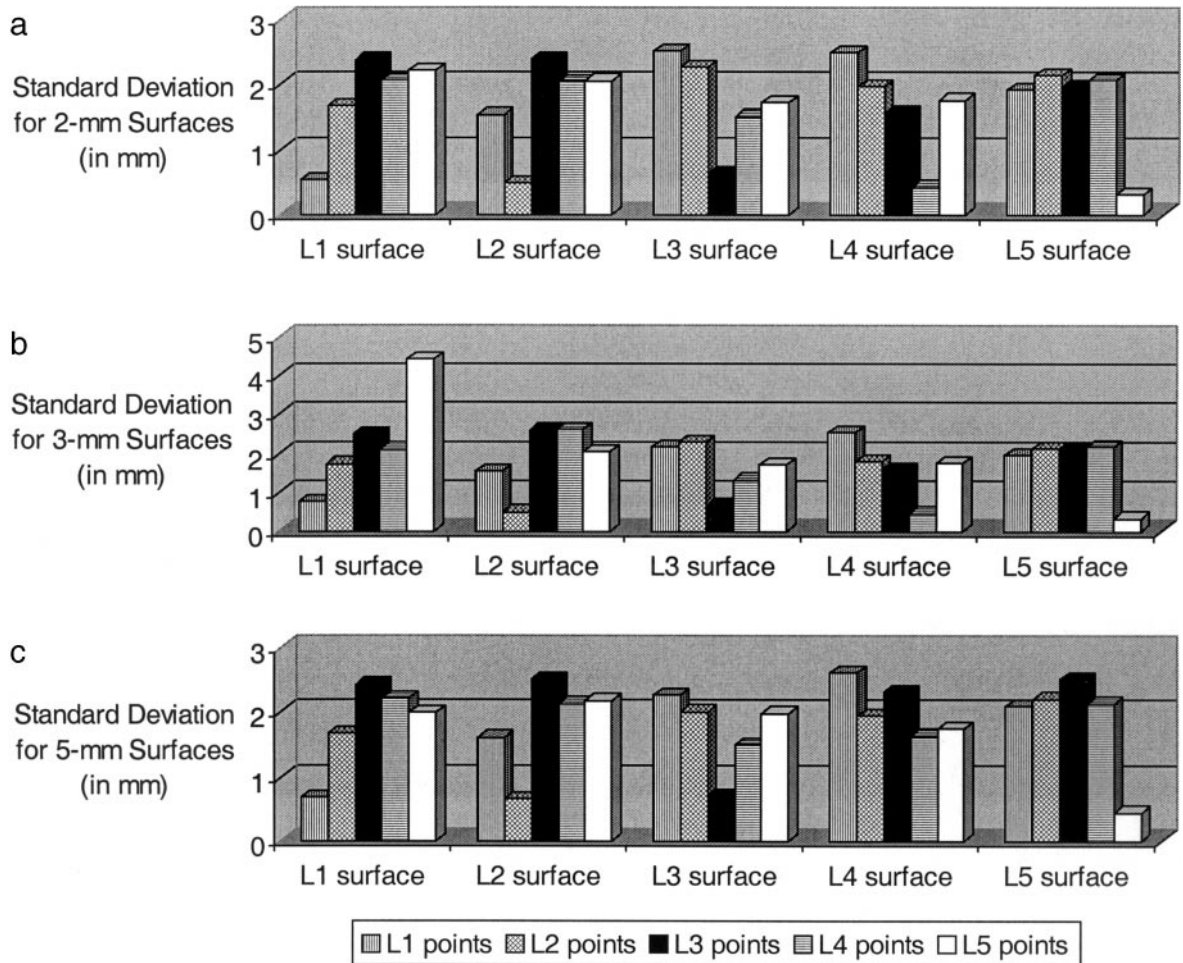 a
Standard Deviation
for 2-mm Surfaces
(in mm)
3
2
1
0
L1 surface L2 surface L3 surface L4 surface L5 surface
b
Standard Deviation
for 3-mm Surfaces
(in mm)
5
4
3
2
1
0
L1 surface L2 surface L3 surface L4 surface L5 surface
c
Standard Deviation
for 5-mm Surfaces
(in mm)
3
2
1
0
L1 surface L2 surface L3 surface L4 surface L5 surface
L1 points L2 points L3 points L4 points L5 points